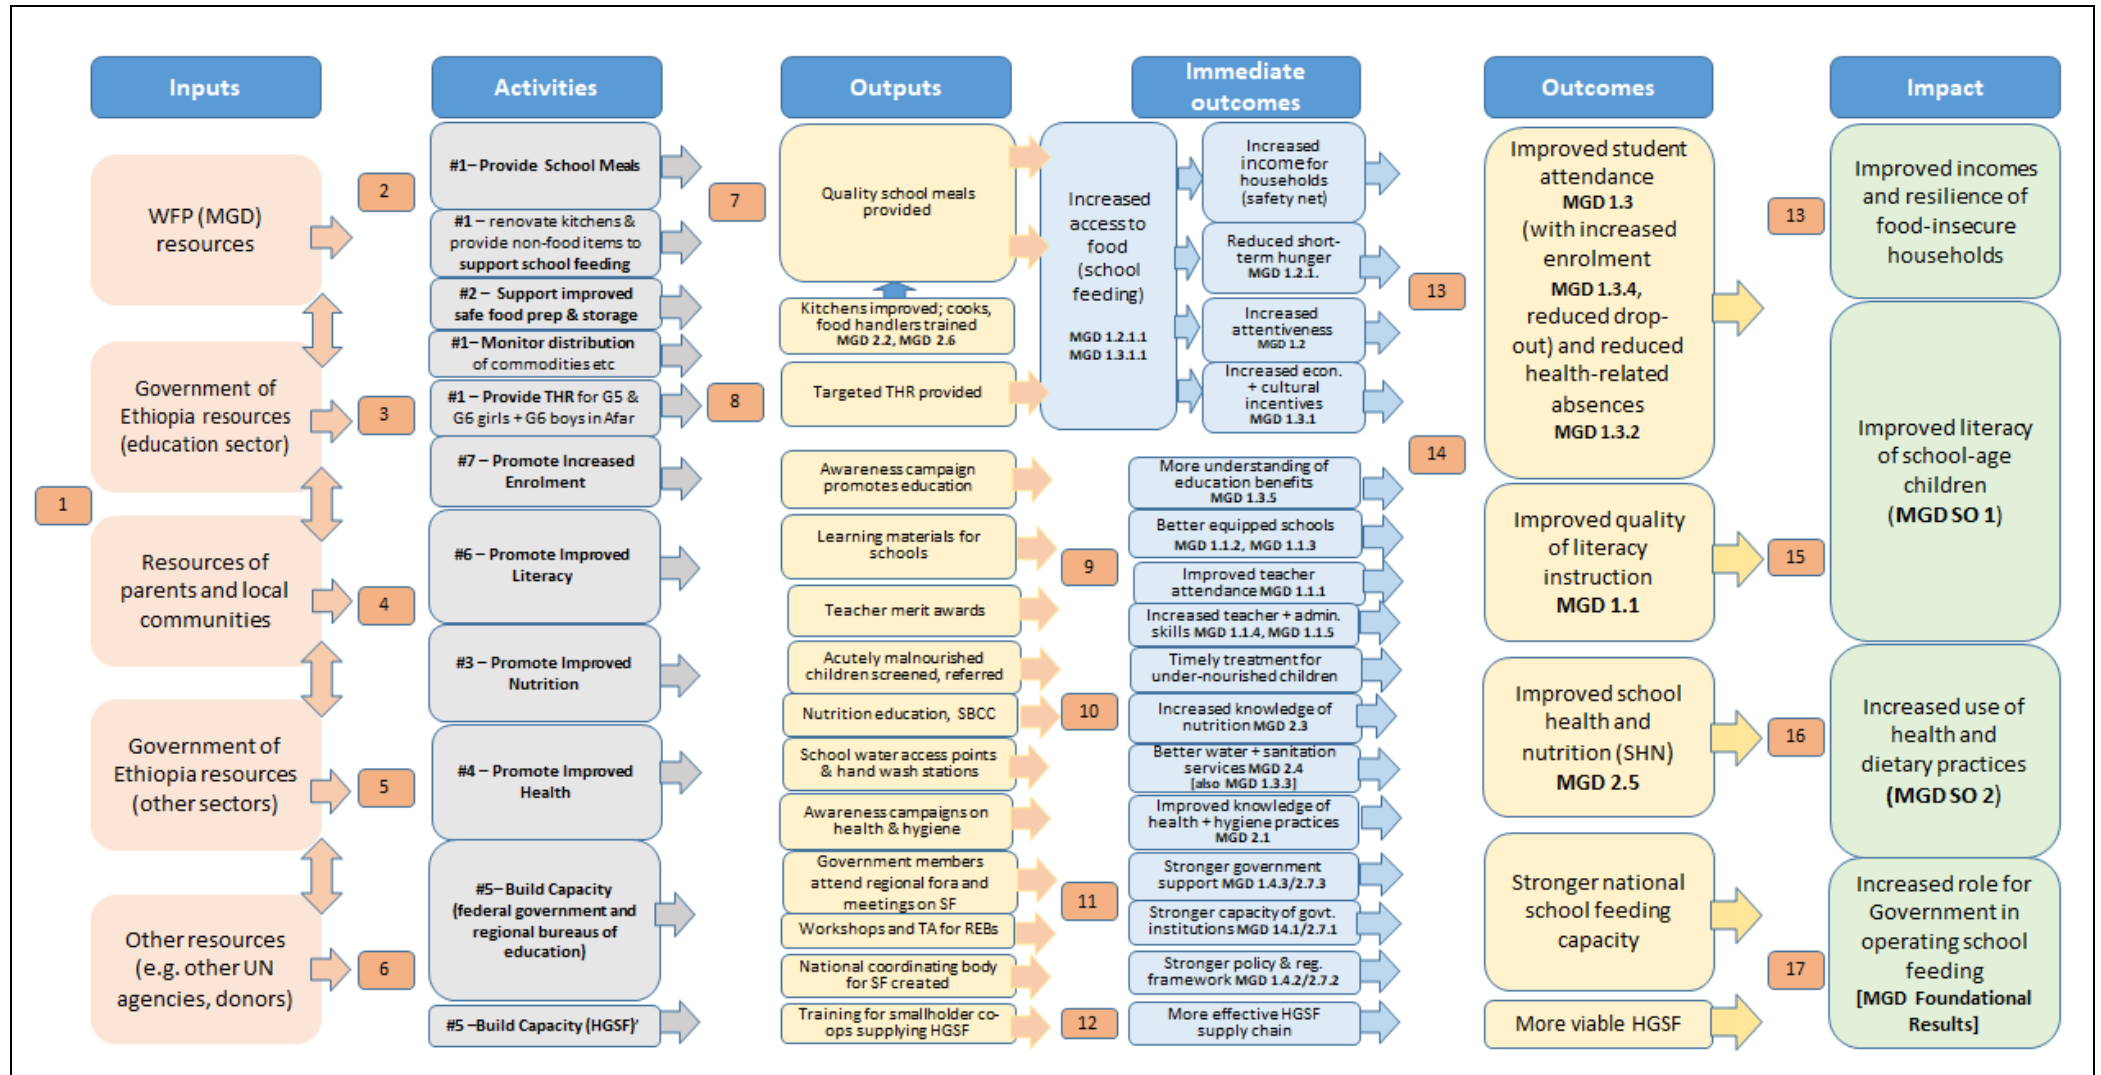 Inputs
Activities
Outputs
Immediate
outcomes
Outcomes
Impact
1
WFP (MGD)
resources
Government of
Ethiopia resources
(education sector)
Resources of
parents and local
communities
Government of
Ethiopia resources
(other sectors)
Other resources
(e.g. other UN
agencies, donors)
2
3
4
5
6
#1– Provide School Meals
#1 – renovate kitchens &
provide non-food items to
support school feeding
#2 – Support improved
safe food prep & storage
#1– Monitor distribution
of commodities etc
#1 – Provide THR for G5 &
G6 girls + G6 boys in Afar
#7 – Promote Increased
Enrolment
#6 – Promote Improved
Literacy
#3 – Promote Improved
Nutrition
#4 – Promote Improved
Health
#5– Build Capacity
(federal government and
regional bureaus of
education)
#5 –Build Capacity (HGSF)’
7
8
Quality school meals
provided
Kitchens improved; cooks,
food handlers trained
MGD 2.2, MGD 2.6
Targeted THR provided
Awareness campaign
promotes education
Learning materials for
schools
Teacher merit awards
Acutely malnourished
children screened, referred
Nutrition education, SBCC
School water access points
& hand wash stations
Awareness campaigns on
health & hygiene
Government members
attend regional fora and
meetings on SF
Workshops and TA for REBs
National coordinating body
for SF created
Training for smallholder co-
ops supplying HGSF
9
10
11
12
Increased
access to
food
(school
feeding)
MGD 1.2.1.1
MGD 1.3.1.1
Increased
income for
households
(safety net)
Reduced short-
term hunger
MGD 1.2.1.
Increased
attentiveness
MGD 1.2
Increased econ.
+ cultural
incentives
MGD 1.3.1
More understanding of
education benefits
MGD 1.3.5
Better equipped schools
MGD 1.1.2, MGD 1.1.3
Improved teacher
attendance MGD 1.1.1
Increased teacher + admin.
skills MGD 1.1.4, MGD 1.1.5
Timely treatment for
under-nourished children
Increased knowledge of
nutrition MGD 2.3
Better water + sanitation
services MGD 2.4
[also MGD 1.3.3]
Improved knowledge of
health + hygiene practices
MGD 2.1
Stronger government
support MGD 1.4.3/2.7.3
Stronger capacity of govt.
institutions MGD 14.1/2.7.1
Stronger policy & reg.
framework MGD 1.4.2/2.7.2
More effective HGSF
supply chain
13
14
Improved student
attendance
MGD 1.3
(with increased
enrolment
MGD 1.3.4,
reduced drop-
out) and reduced
health-related
absences
MGD 1.3.2
Improved quality
of literacy
instruction
MGD 1.1
Improved school
health and
nutrition (SHN)
MGD 2.5
Stronger national
school feeding
capacity
More viable HGSF
13
15
16
17
Improved incomes
and resilience of
food-insecure
households
Improved literacy
of school-age
children
(MGD SO 1)
Increased use of
health and
dietary practices
(MGD SO 2)
Increased role for
Government in
operating school
feeding
[MGD Foundational
Results]